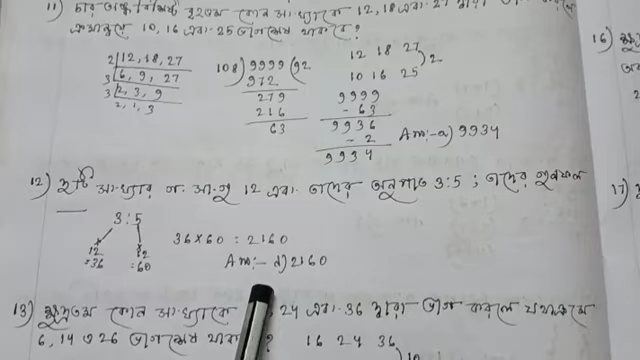 11) চার অঙ্ক বিশিষ্ট বৃহত্তম কোন সংখ্যাকে 12, 18 এবং 27 দ্বারা
ক্রমান্বয়ে 10, 16 এবং 25 ভাগশেষ থাকবে?
2 | 12, 18, 27
3 | 6, 9, 27
3 | 2, 3, 9
2, 1, 3
108) 9999 (92
972
279
216
63
12 18 27
10 16 25 ) 2
9999
- 63
9936
- 2
9934
Ans:- a) 9934
12) দুটি সংখ্যার গ. সা. গু 12 এবং তাদের অনুপাত 3:5 ; তাদের গুণফল
3 : 5
×12 ×12
=36 =60
36×60 = 2160
Ans:- d) 2160
13) ক্ষুদ্রতম কোন সংখ্যাকে 24 এবং 36 দ্বারা ভাগ করলে যথাক্রমে
6, 14 ও 26 ভাগশেষ ?
16 24 36
16)
17)